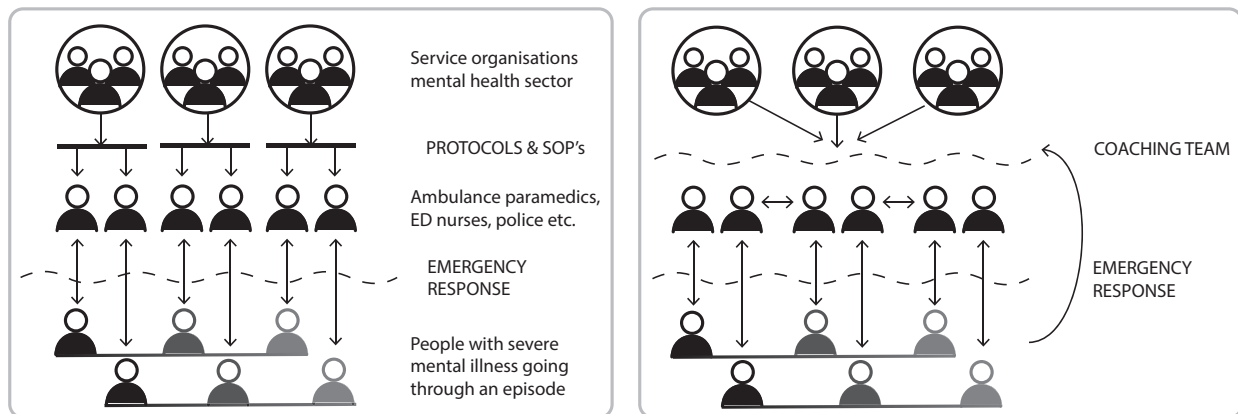 Service organisations
mental health sector
PROTOCOLS & SOP's
Ambulance paramedics,
ED nurses, police etc.
EMERGENCY
RESPONSE
People with severe
mental illness going
through an episode
COACHING TEAM
EMERGENCY
RESPONSE